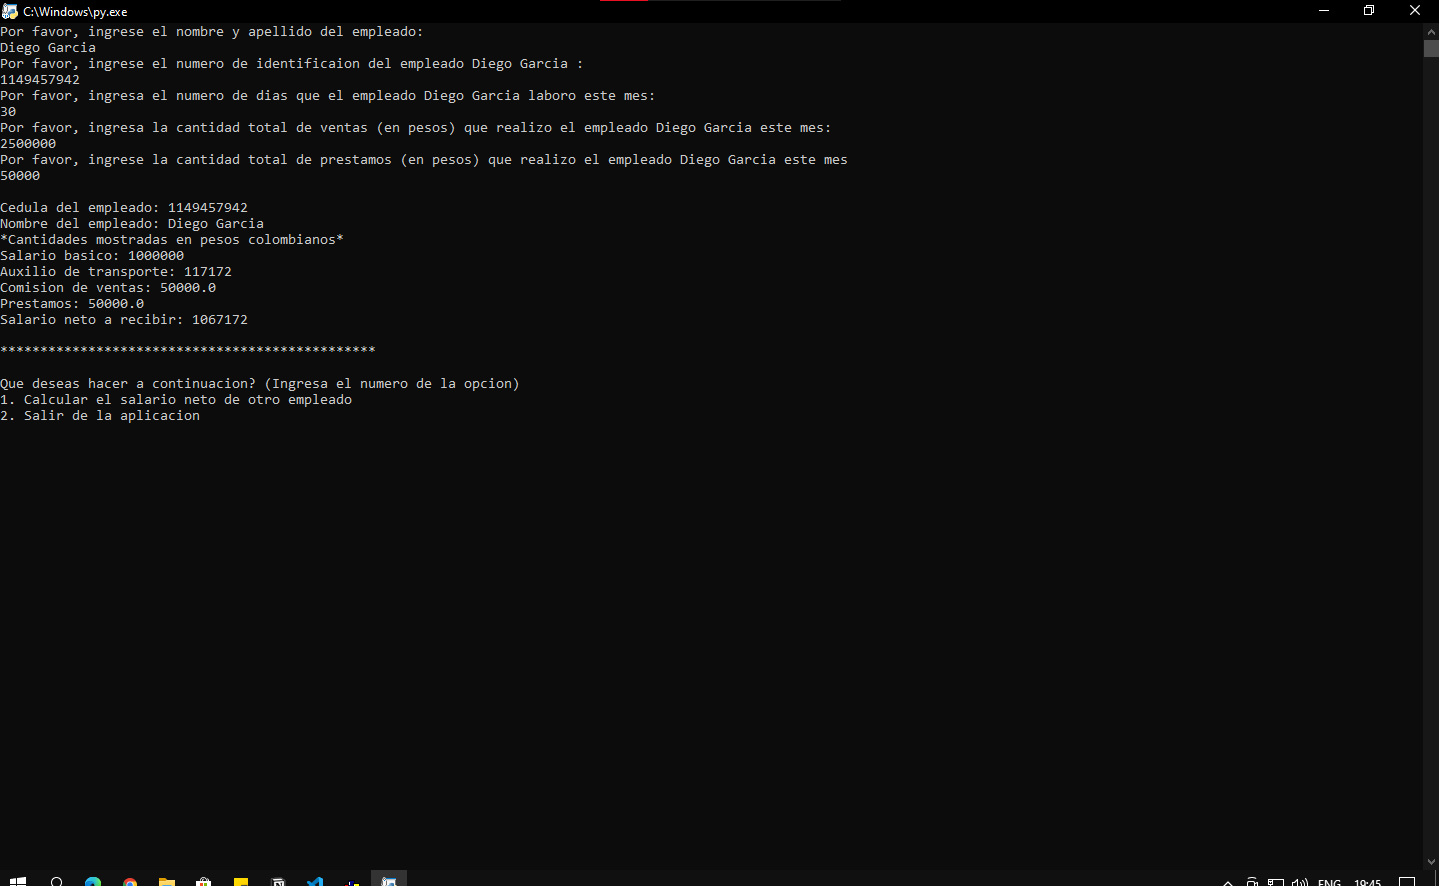 C:\Windows\py.exe
Por favor, ingrese el nombre y apellido del empleado:
Diego Garcia
Por favor, ingrese el numero de identificaion del empleado Diego Garcia :
1149457942
Por favor, ingresa el numero de dias que el empleado Diego Garcia laboro este mes:
30
Por favor, ingresa la cantidad total de ventas (en pesos) que realizo el empleado Diego Garcia este mes:
2500000
Por favor, ingrese la cantidad total de prestamos (en pesos) que realizo el empleado Diego Garcia este mes
50000
Cedula del empleado: 1149457942
Nombre del empleado: Diego Garcia
*Cantidades mostradas en pesos colombianos*
Salario basico: 1000000
Auxilio de transporte: 117172
Comision de ventas: 50000.0
Prestamos: 50000.0
Salario neto a recibir: 1067172
***********************************************
Que deseas hacer a continuacion? (Ingresa el numero de la opcion)
1. Calcular el salario neto de otro empleado
2. Salir de la aplicacion
ENG 19:45